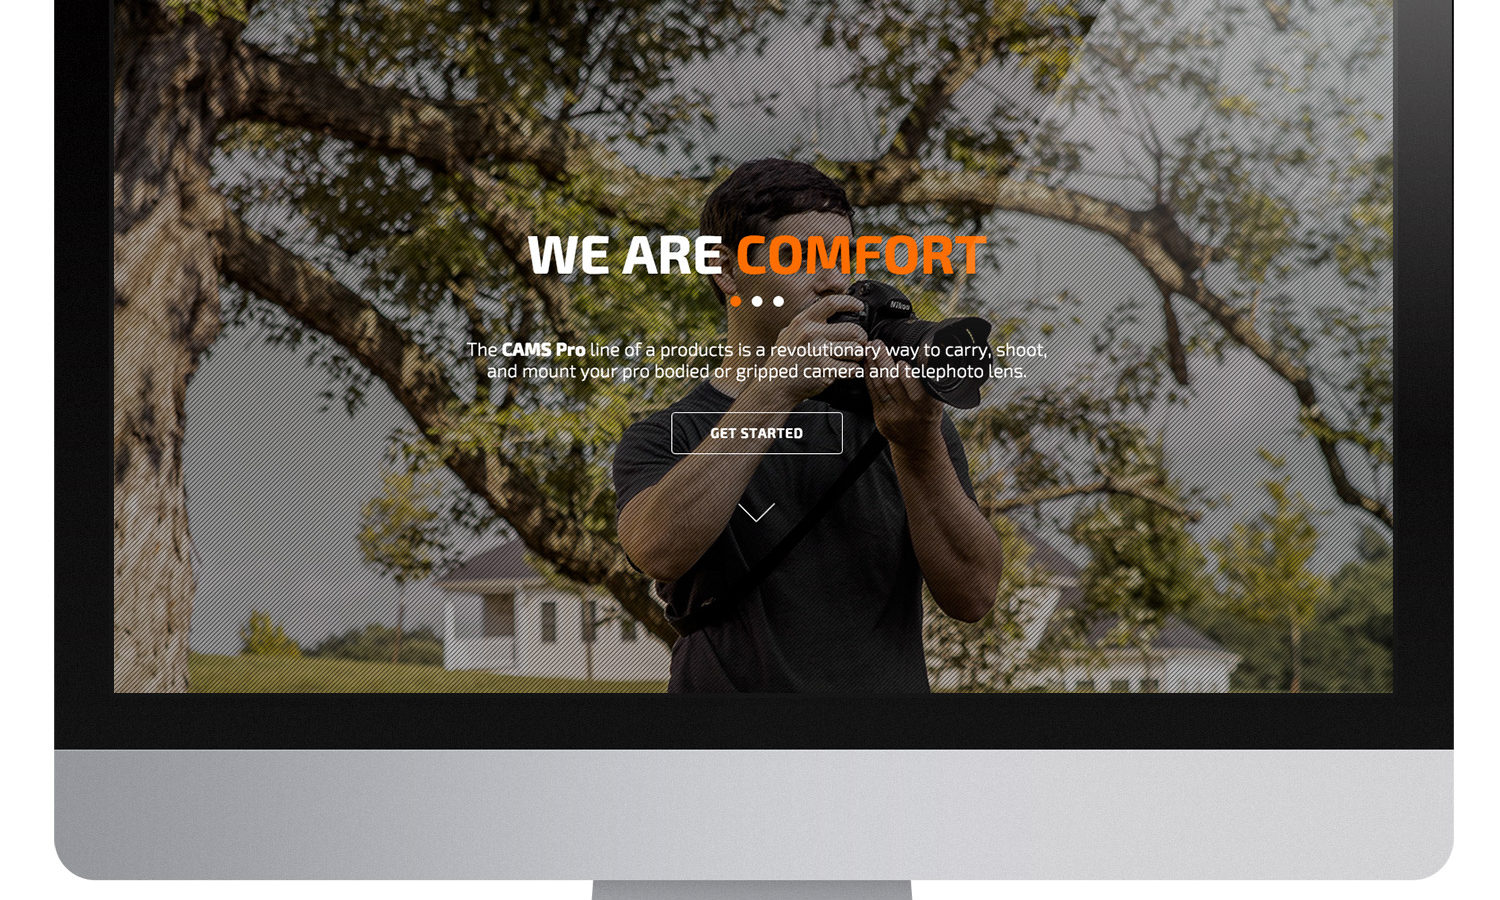 WE ARE COMFORT
Nikon
The CAMS Pro line of a products is a revolutionary way to carry, shoot,
and mount your pro bodied or gripped camera and telephoto lens.
GET STARTED